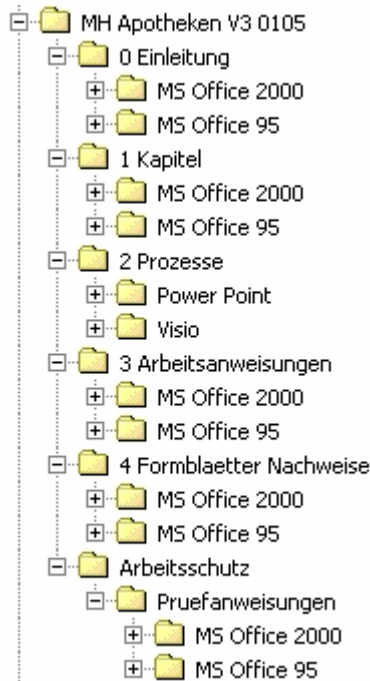 MH Apotheken V3 0105
0 Einleitung
MS Office 2000
MS Office 95
1 Kapitel
MS Office 2000
MS Office 95
2 Prozesse
Power Point
Visio
3 Arbeitsanweisungen
MS Office 2000
MS Office 95
4 Formblaetter Nachweise
MS Office 2000
MS Office 95
Arbeitsschutz
Pruefanweisungen
MS Office 2000
MS Office 95